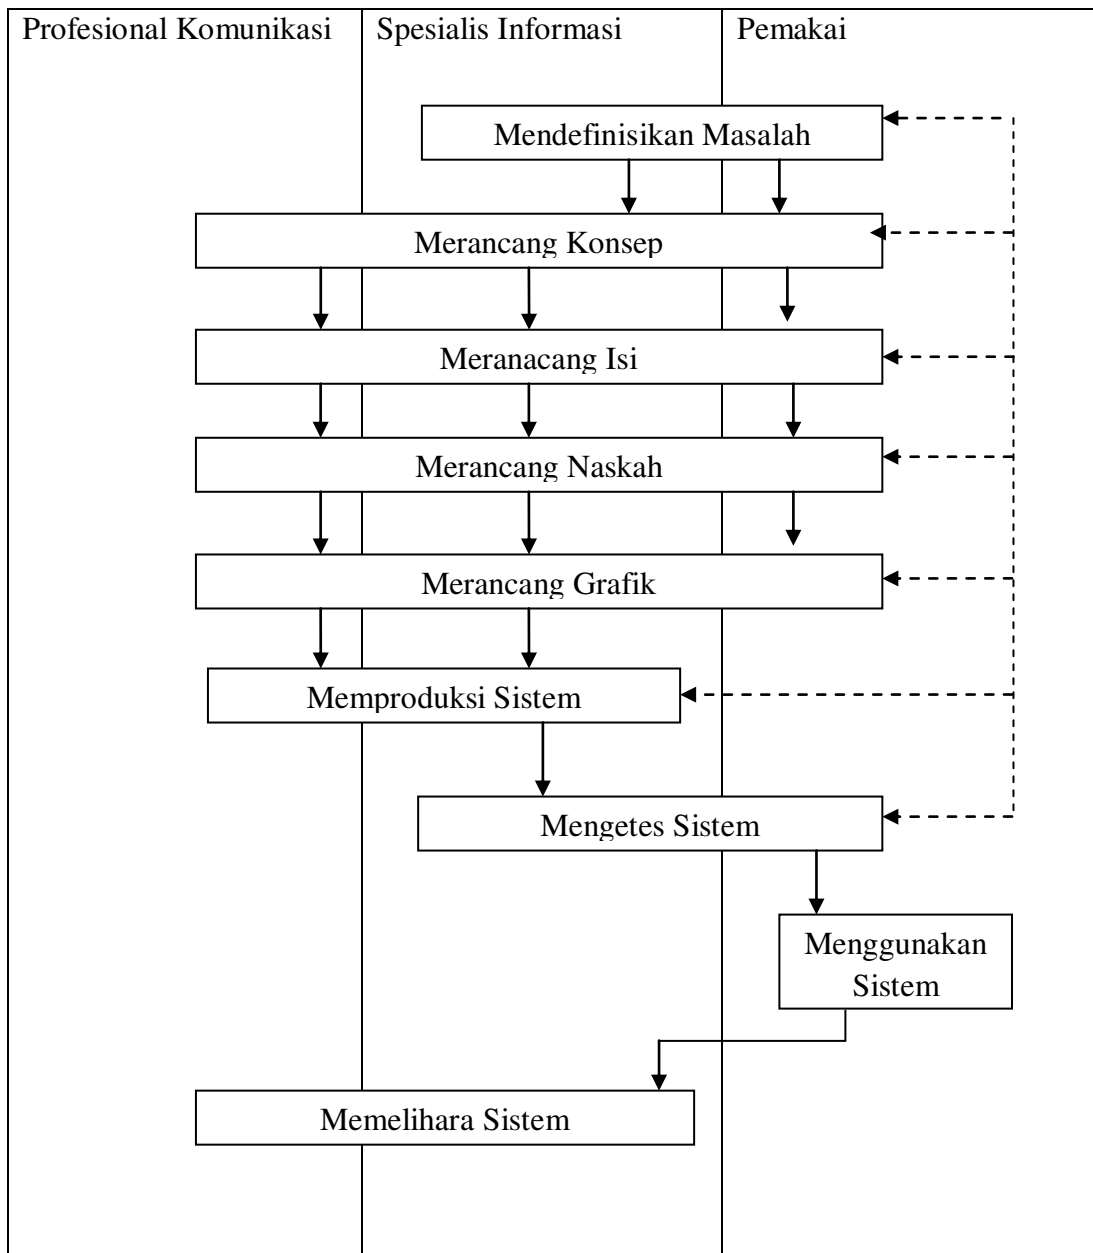 Profesional Komunikasi
Spesialis Informasi
Pemakai
Mendefinisikan Masalah
Merancang Konsep
Meranacang Isi
Merancang Naskah
Merancang Grafik
Memproduksi Sistem
Mengetes Sistem
Menggunakan
Sistem
Memelihara Sistem